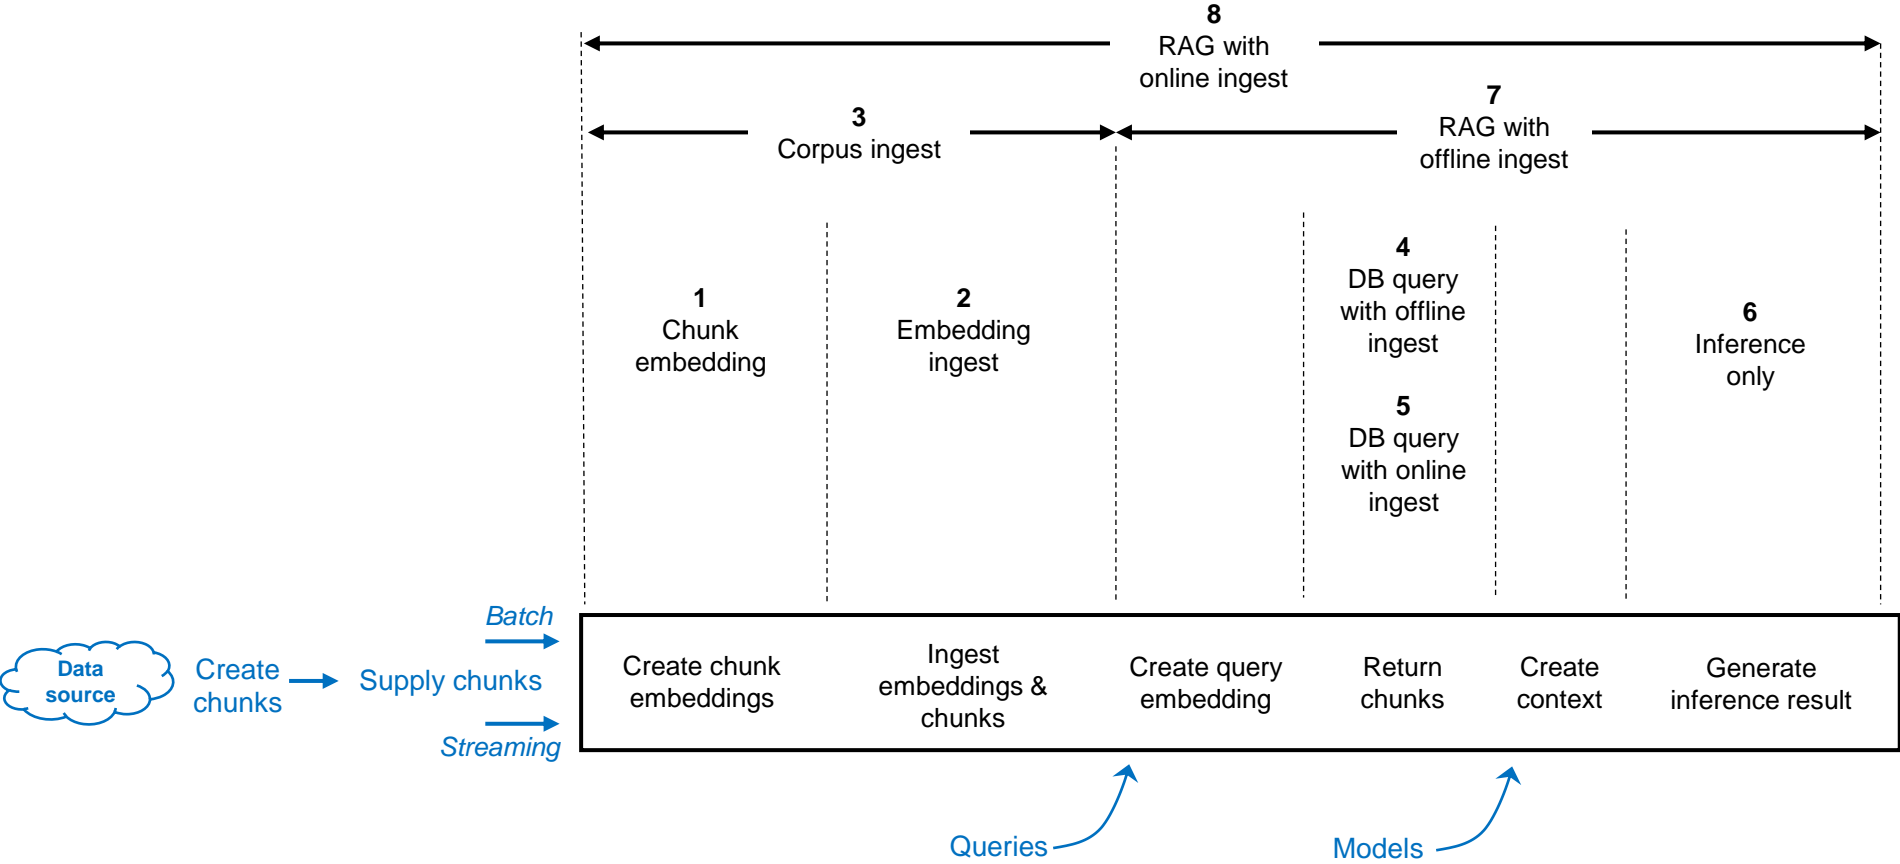 8
RAG with
online ingest
3
Corpus ingest
7
RAG with
offline ingest
1
Chunk
embedding
2
Embedding
ingest
4
DB query
with offline
ingest
5
DB query
with online
ingest
6
Inference
only
Data
source
Create
chunks
Supply chunks
Batch
Streaming
Create chunk
embeddings
Ingest
embeddings &
chunks
Create query
embedding
Return
chunks
Create
context
Generate
inference result
Queries
Models